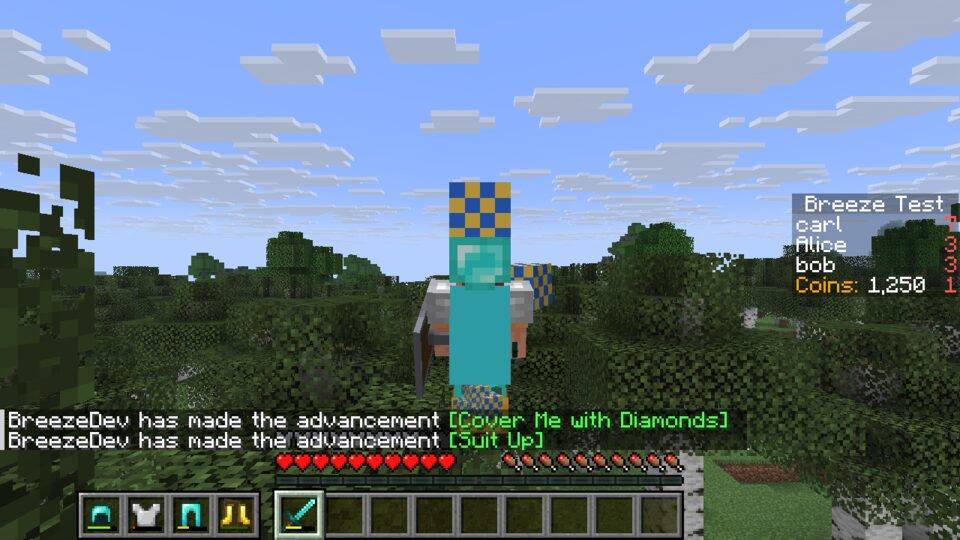 Breeze Test
carl 7
Alice 3
bob 3
Coins: 1,250 1
BreezeDev has made the advancement [Cover Me with Diamonds]
BreezeDev has made the advancement [Suit Up]